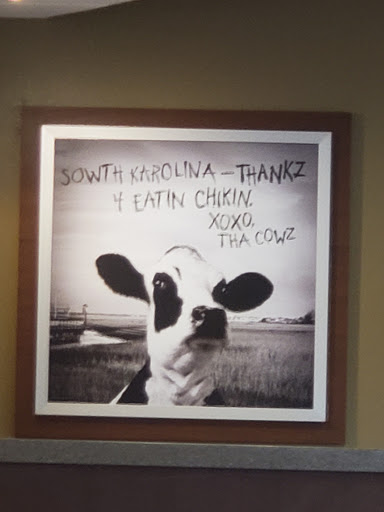 SOWTH KAROLINA – THANKZ
4 EATIN CHIKIN.
XOXO,
THA COWZ